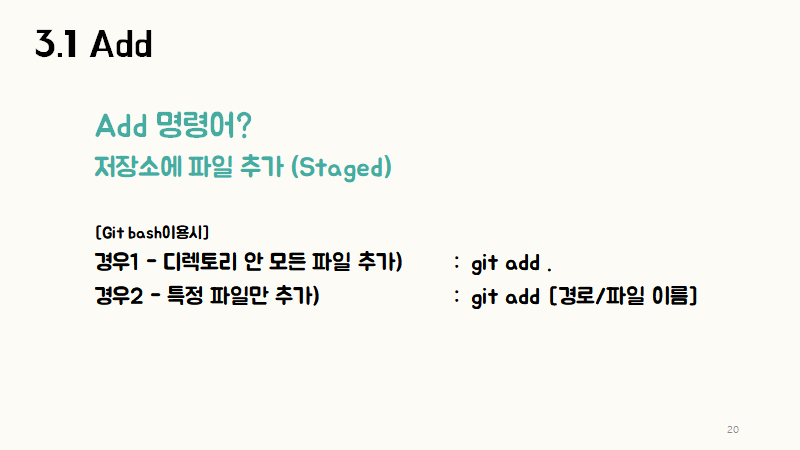 3.1 Add
Add 명령어?
저장소에 파일 추가 (Staged)
[Git bash이용시]
경우1 - 디렉토리 안 모든 파일 추가) : git add .
경우2 - 특정 파일만 추가) : git add [경로/파일 이름]
20